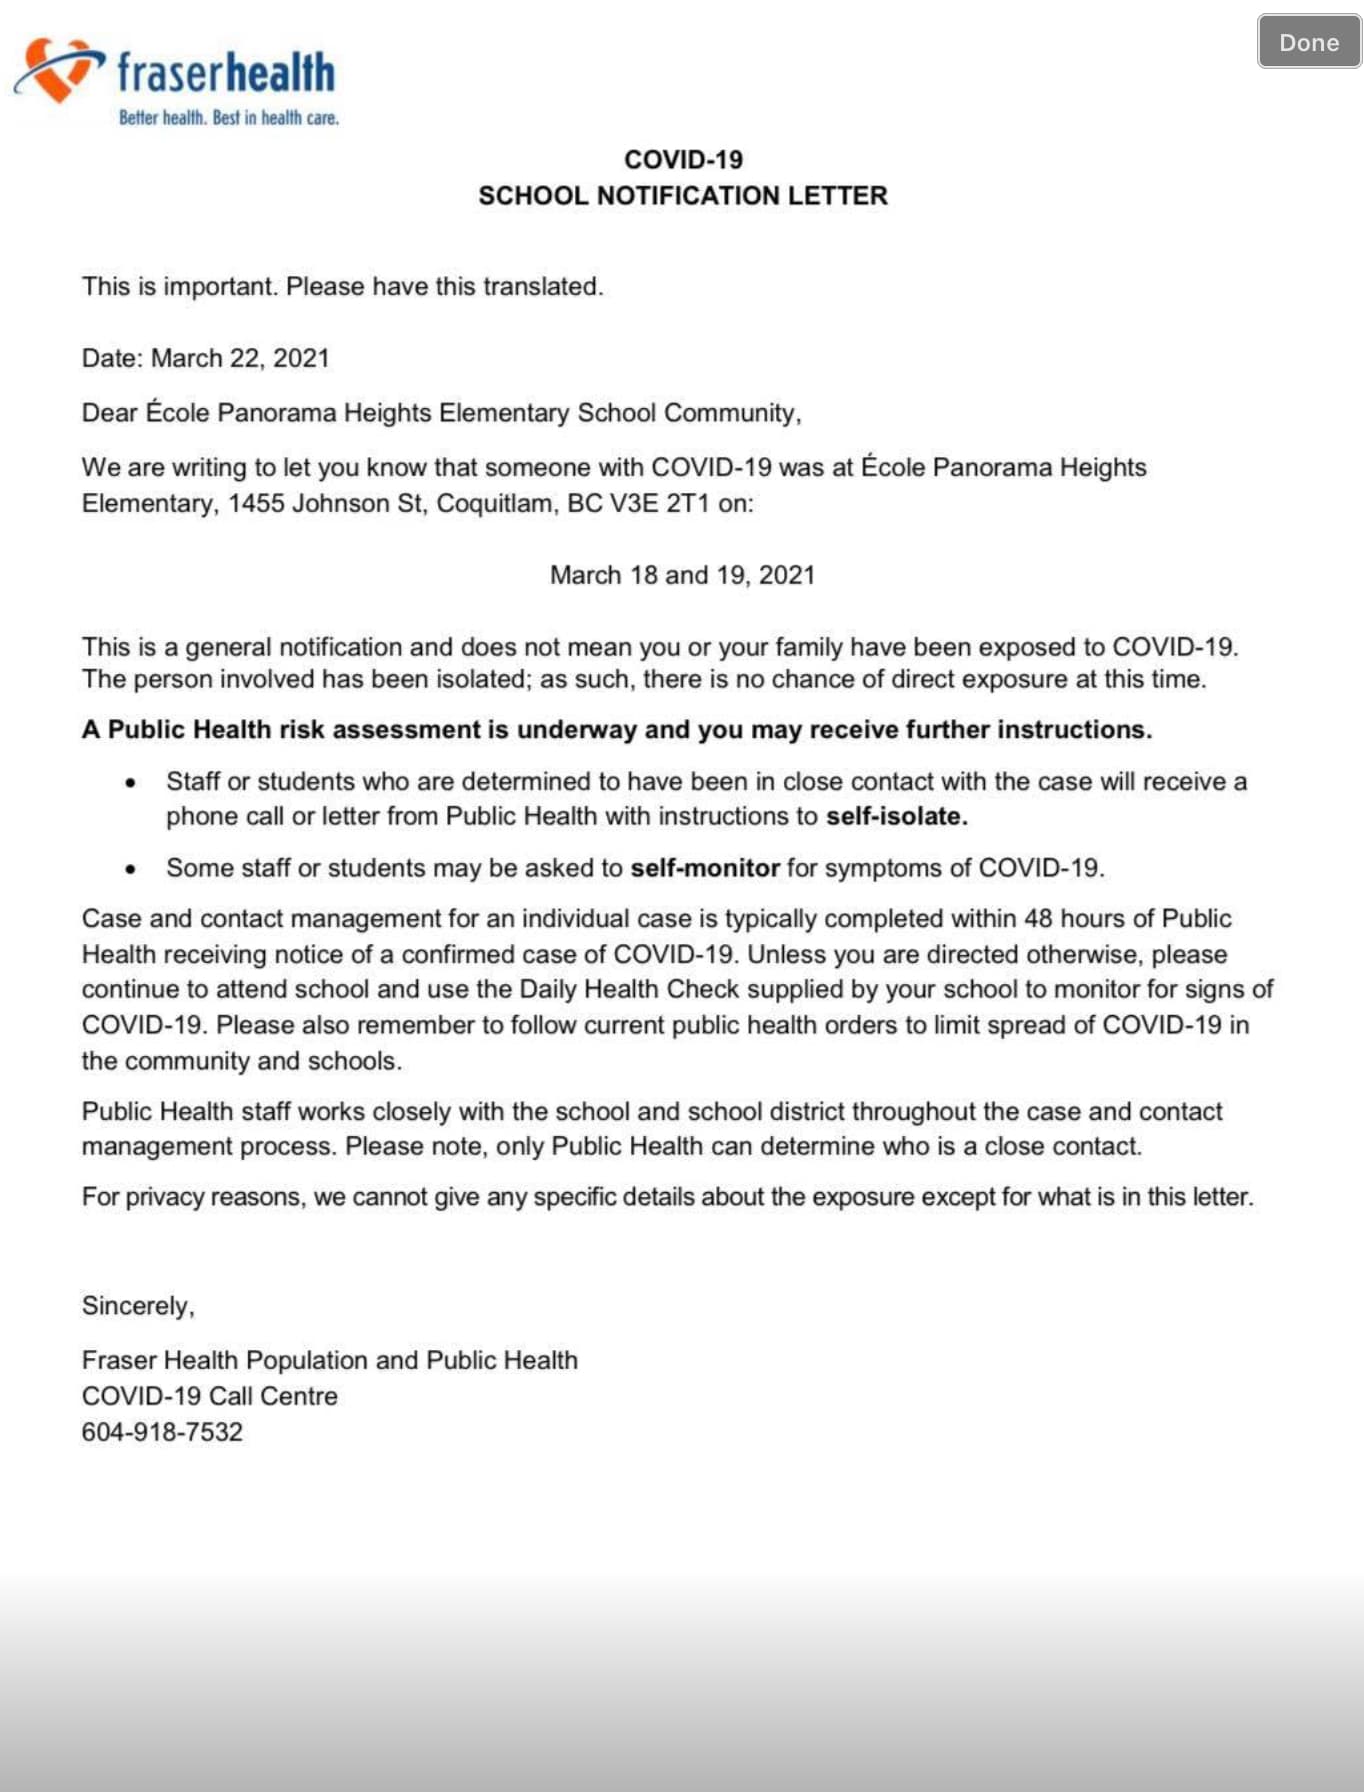 fraserhealth
Better health. Best in health care.
Done
COVID-19
SCHOOL NOTIFICATION LETTER
This is important. Please have this translated.
Date: March 22, 2021
Dear École Panorama Heights Elementary School Community,
We are writing to let you know that someone with COVID-19 was at École Panorama Heights
Elementary, 1455 Johnson St, Coquitlam, BC V3E 2T1 on:
March 18 and 19, 2021
This is a general notification and does not mean you or your family have been exposed to COVID-19.
The person involved has been isolated; as such, there is no chance of direct exposure at this time.
A Public Health risk assessment is underway and you may receive further instructions.
• Staff or students who are determined to have been in close contact with the case will receive a
phone call or letter from Public Health with instructions to self-isolate.
• Some staff or students may be asked to self-monitor for symptoms of COVID-19.
Case and contact management for an individual case is typically completed within 48 hours of Public
Health receiving notice of a confirmed case of COVID-19. Unless you are directed otherwise, please
continue to attend school and use the Daily Health Check supplied by your school to monitor for signs of
COVID-19. Please also remember to follow current public health orders to limit spread of COVID-19 in
the community and schools.
Public Health staff works closely with the school and school district throughout the case and contact
management process. Please note, only Public Health can determine who is a close contact.
For privacy reasons, we cannot give any specific details about the exposure except for what is in this letter.
Sincerely,
Fraser Health Population and Public Health
COVID-19 Call Centre
604-918-7532